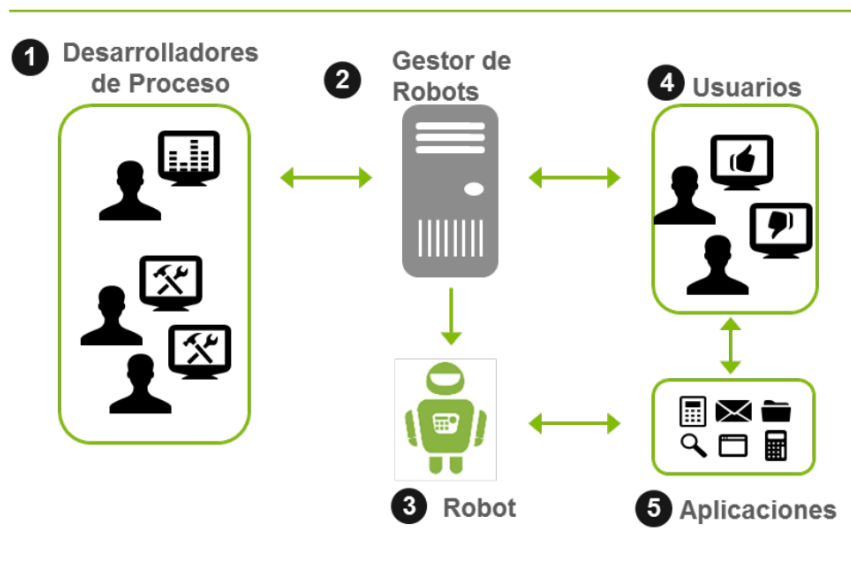 1 Desarrolladores
de Proceso
2 Gestor de
Robots
4 Usuarios
3 Robot
5 Aplicaciones